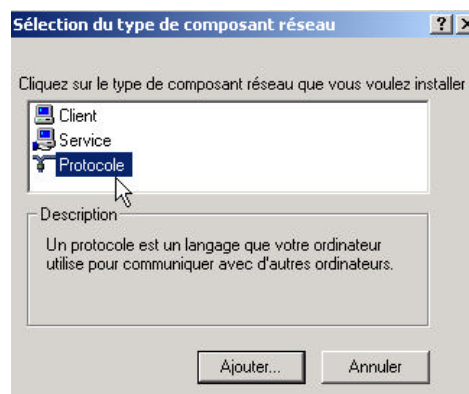 Sélection du type de composant réseau
Cliquez sur le type de composant réseau que vous voulez installer
Client
Service
Protocole
Description
Un protocole est un langage que votre ordinateur
utilise pour communiquer avec d'autres ordinateurs.
Ajouter... Annuler